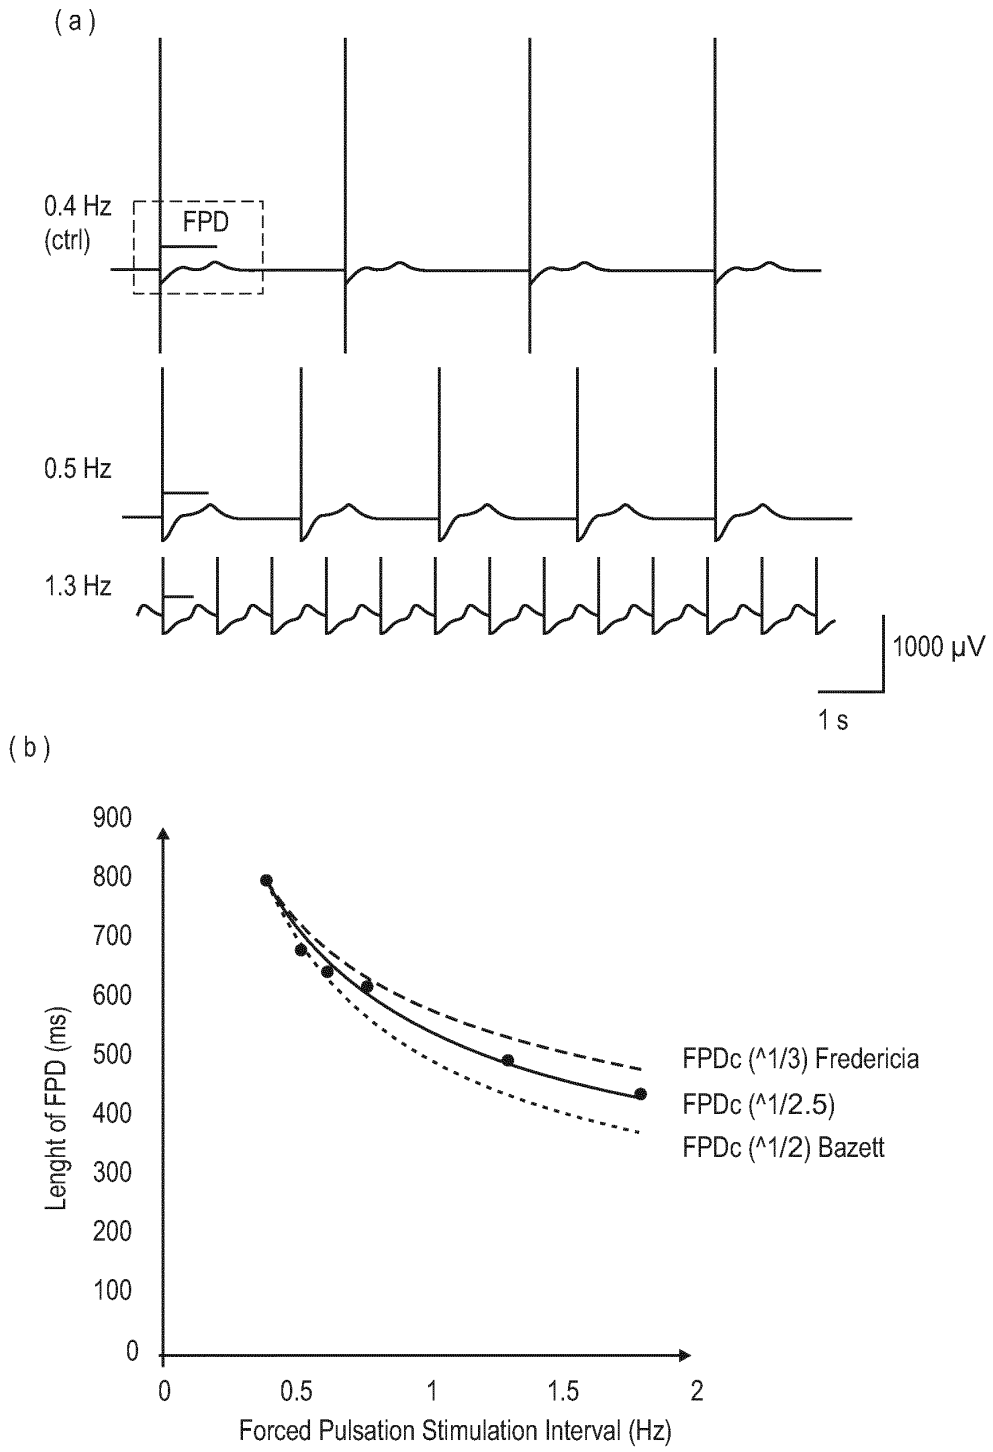 ( a )
0.4 Hz
(ctrl)
FPD
0.5 Hz
1.3 Hz
1000 µV
1 s
( b )
900
800
700
600
500
400
300
200
100
0
Lenght of FPD (ms)
FPDc (^1/3) Fredericia
FPDc (^1/2.5)
FPDc (^1/2) Bazett
0 0.5 1 1.5 2
Forced Pulsation Stimulation Interval (Hz)